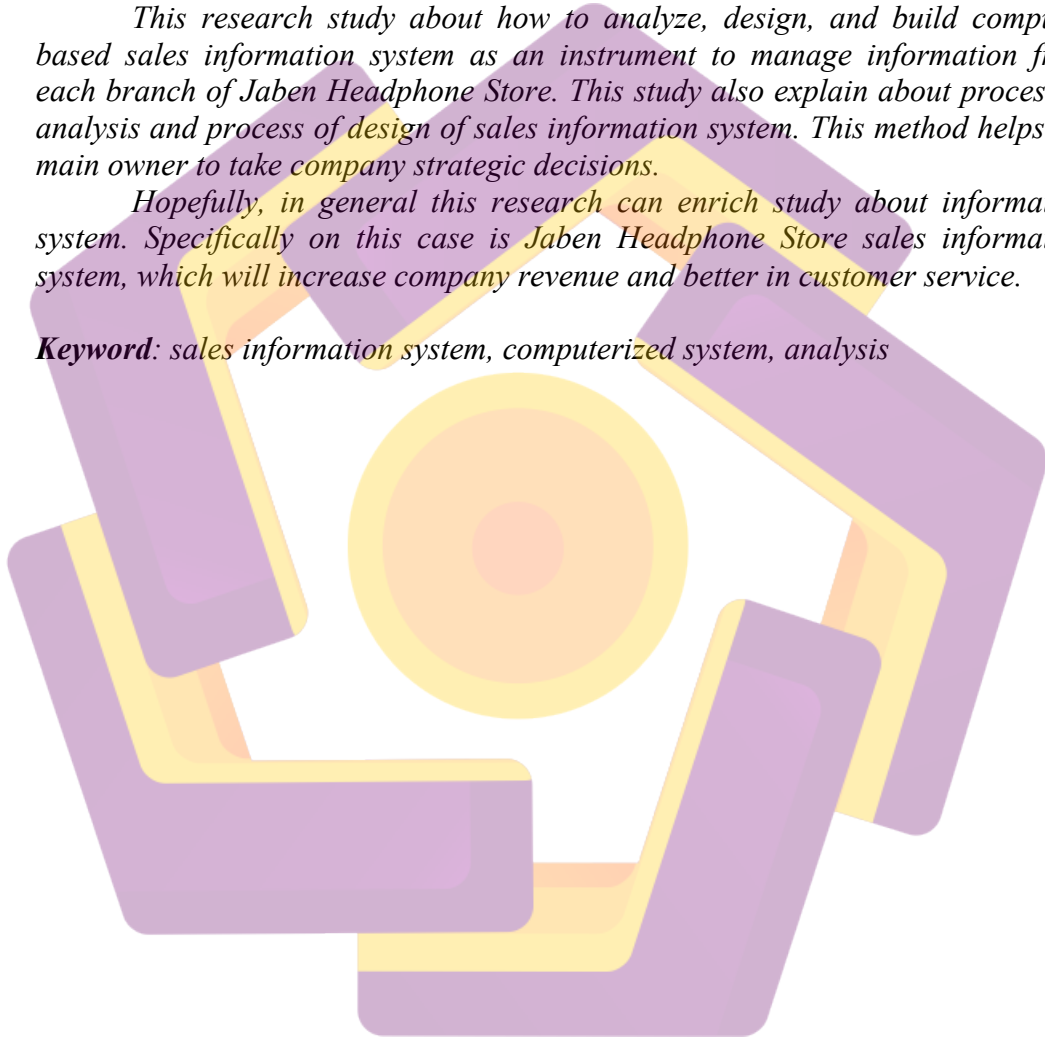 This research study about how to analyze, design, and build compu
based sales information system as an instrument to manage information f
each branch of Jaben Headphone Store. This study also explain about proces
analysis and process of design of sales information system. This method helps
main owner to take company strategic decisions.
Hopefully, in general this research can enrich study about informa
system. Specifically on this case is Jaben Headphone Store sales informa
system, which will increase company revenue and better in customer service.
Keyword: sales information system, computerized system, analysis